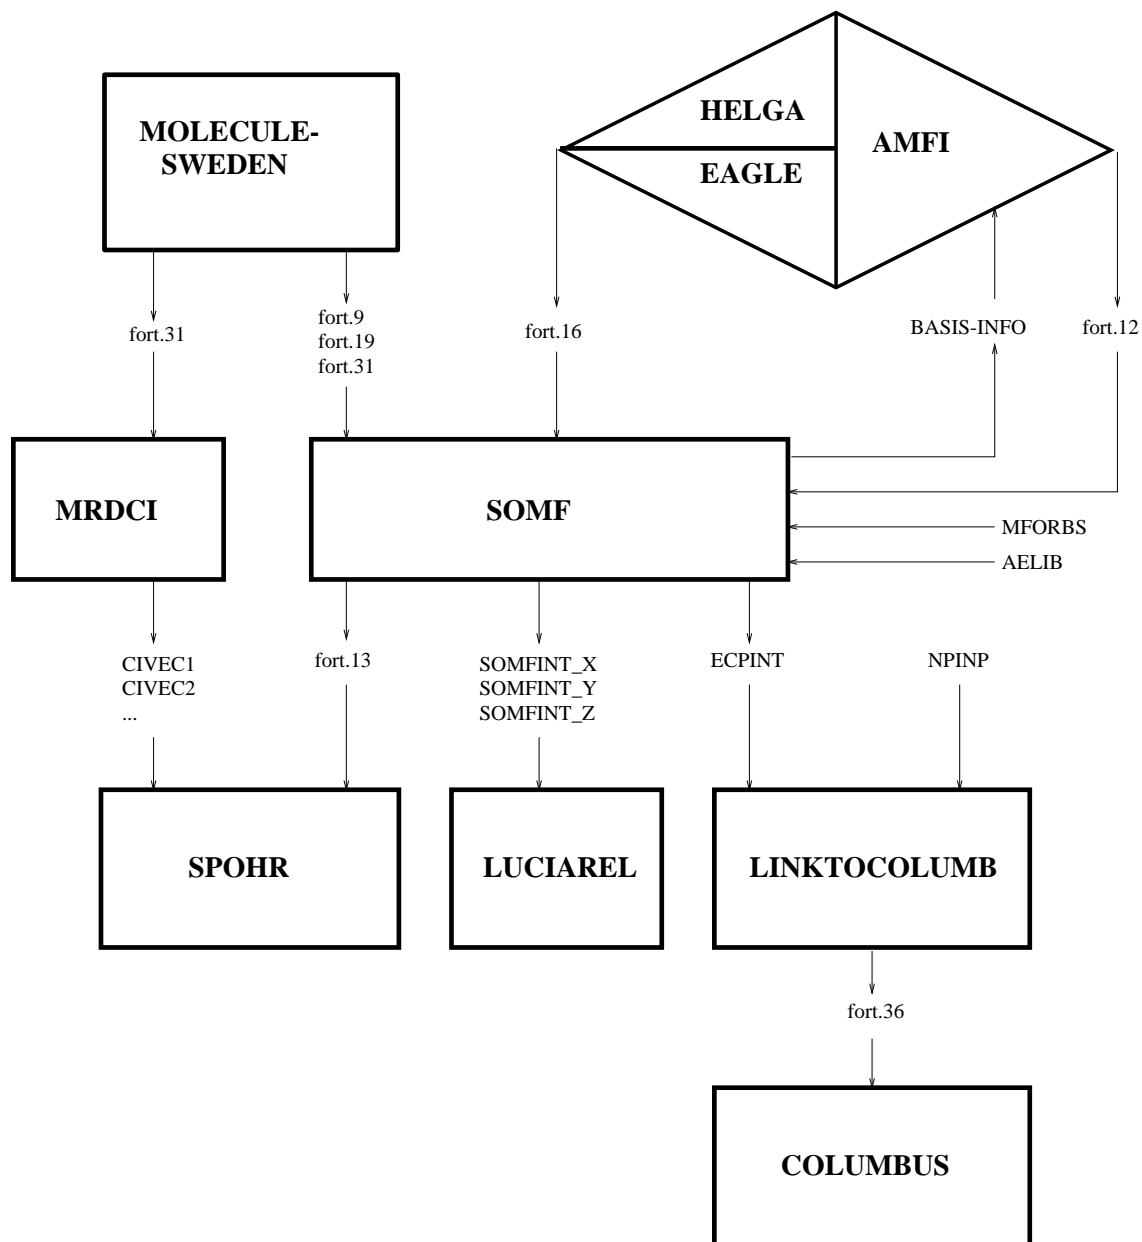 HELGA
AMFI
EAGLE
MOLECULE-
SWEDEN
fort.31
fort.9
fort.19
fort.31
fort.16
BASIS-INFO
fort.12
MRDCI
SOMF
MFORBS
AELIB
CIVEC1
CIVEC2
...
fort.13
SOMFINT_X
SOMFINT_Y
SOMFINT_Z
ECPINT
NPINP
SPOHR
LUCIAREL
LINKTOCOLUMB
fort.36
COLUMBUS